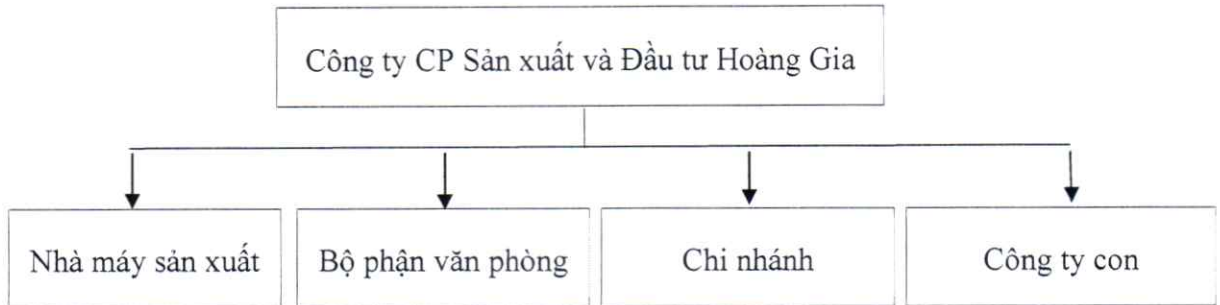 Công ty CP Sản xuất và Đầu tư Hoàng Gia
Nhà máy sản xuất
Bộ phận văn phòng
Chi nhánh
Công ty con